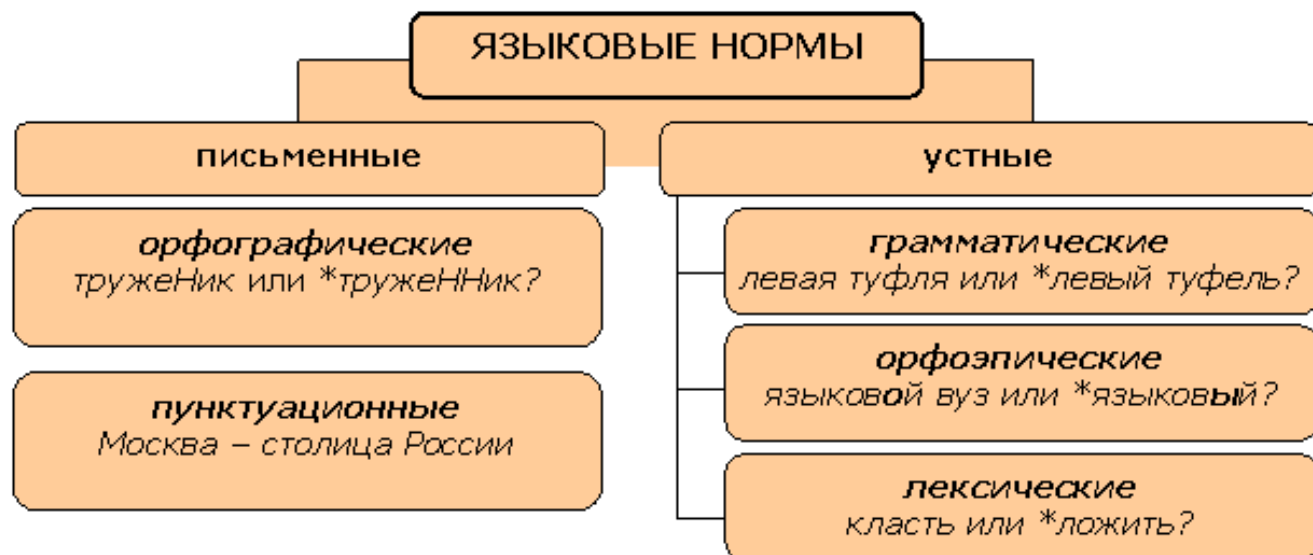 ЯЗЫКОВЫЕ НОРМЫ
письменные
орфографические
тружеНик или *тружеННик?
пунктуационные
Москва – столица России
устные
грамматические
левая туфля или *левый туфель?
орфоэпические
языковой вуз или *языковый?
лексические
класть или *ложить?